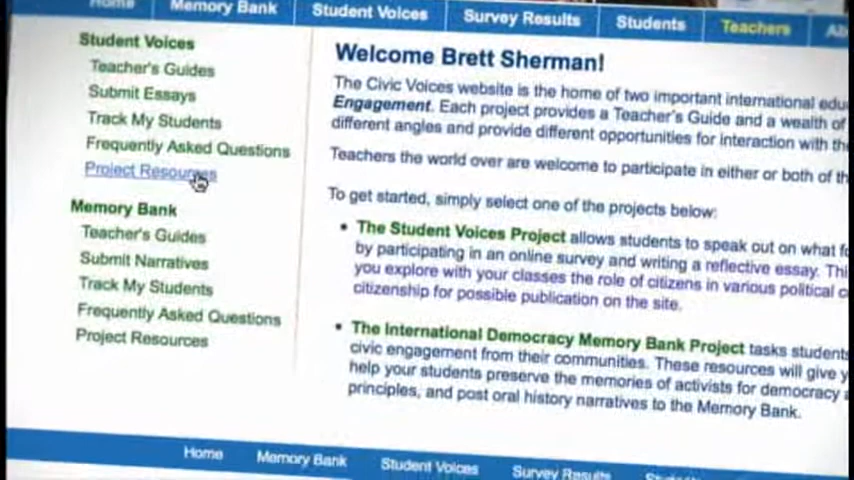 Home Memory Bank Student Voices Survey Results Students Teachers
Student Voices
Teacher's Guides
Submit Essays
Track My Students
Frequently Asked Questions
Project Resources
Memory Bank
Teacher's Guides
Submit Narratives
Track My Students
Frequently Asked Questions
Project Resources
Welcome Brett Sherman!
The Civic Voices website is the home of two important international
Engagement. Each project provides a Teacher's Guide and a wealth of
different angles and provide different opportunities for interaction with
Teachers the world over are welcome to participate in either or both of
To get started, simply select one of the projects below:
• The Student Voices Project allows students to speak out on what
by participating in an online survey and writing a reflective essay.
you explore with your classes the role of citizens in various political
citizenship for possible publication on the site.
• The International Democracy Memory Bank Project tasks students
civic engagement from their communities. These resources will give
help your students preserve the memories of activists for democracy
principles, and post oral history narratives to the Memory Bank.
Home Memory Bank Student Voices Survey Results